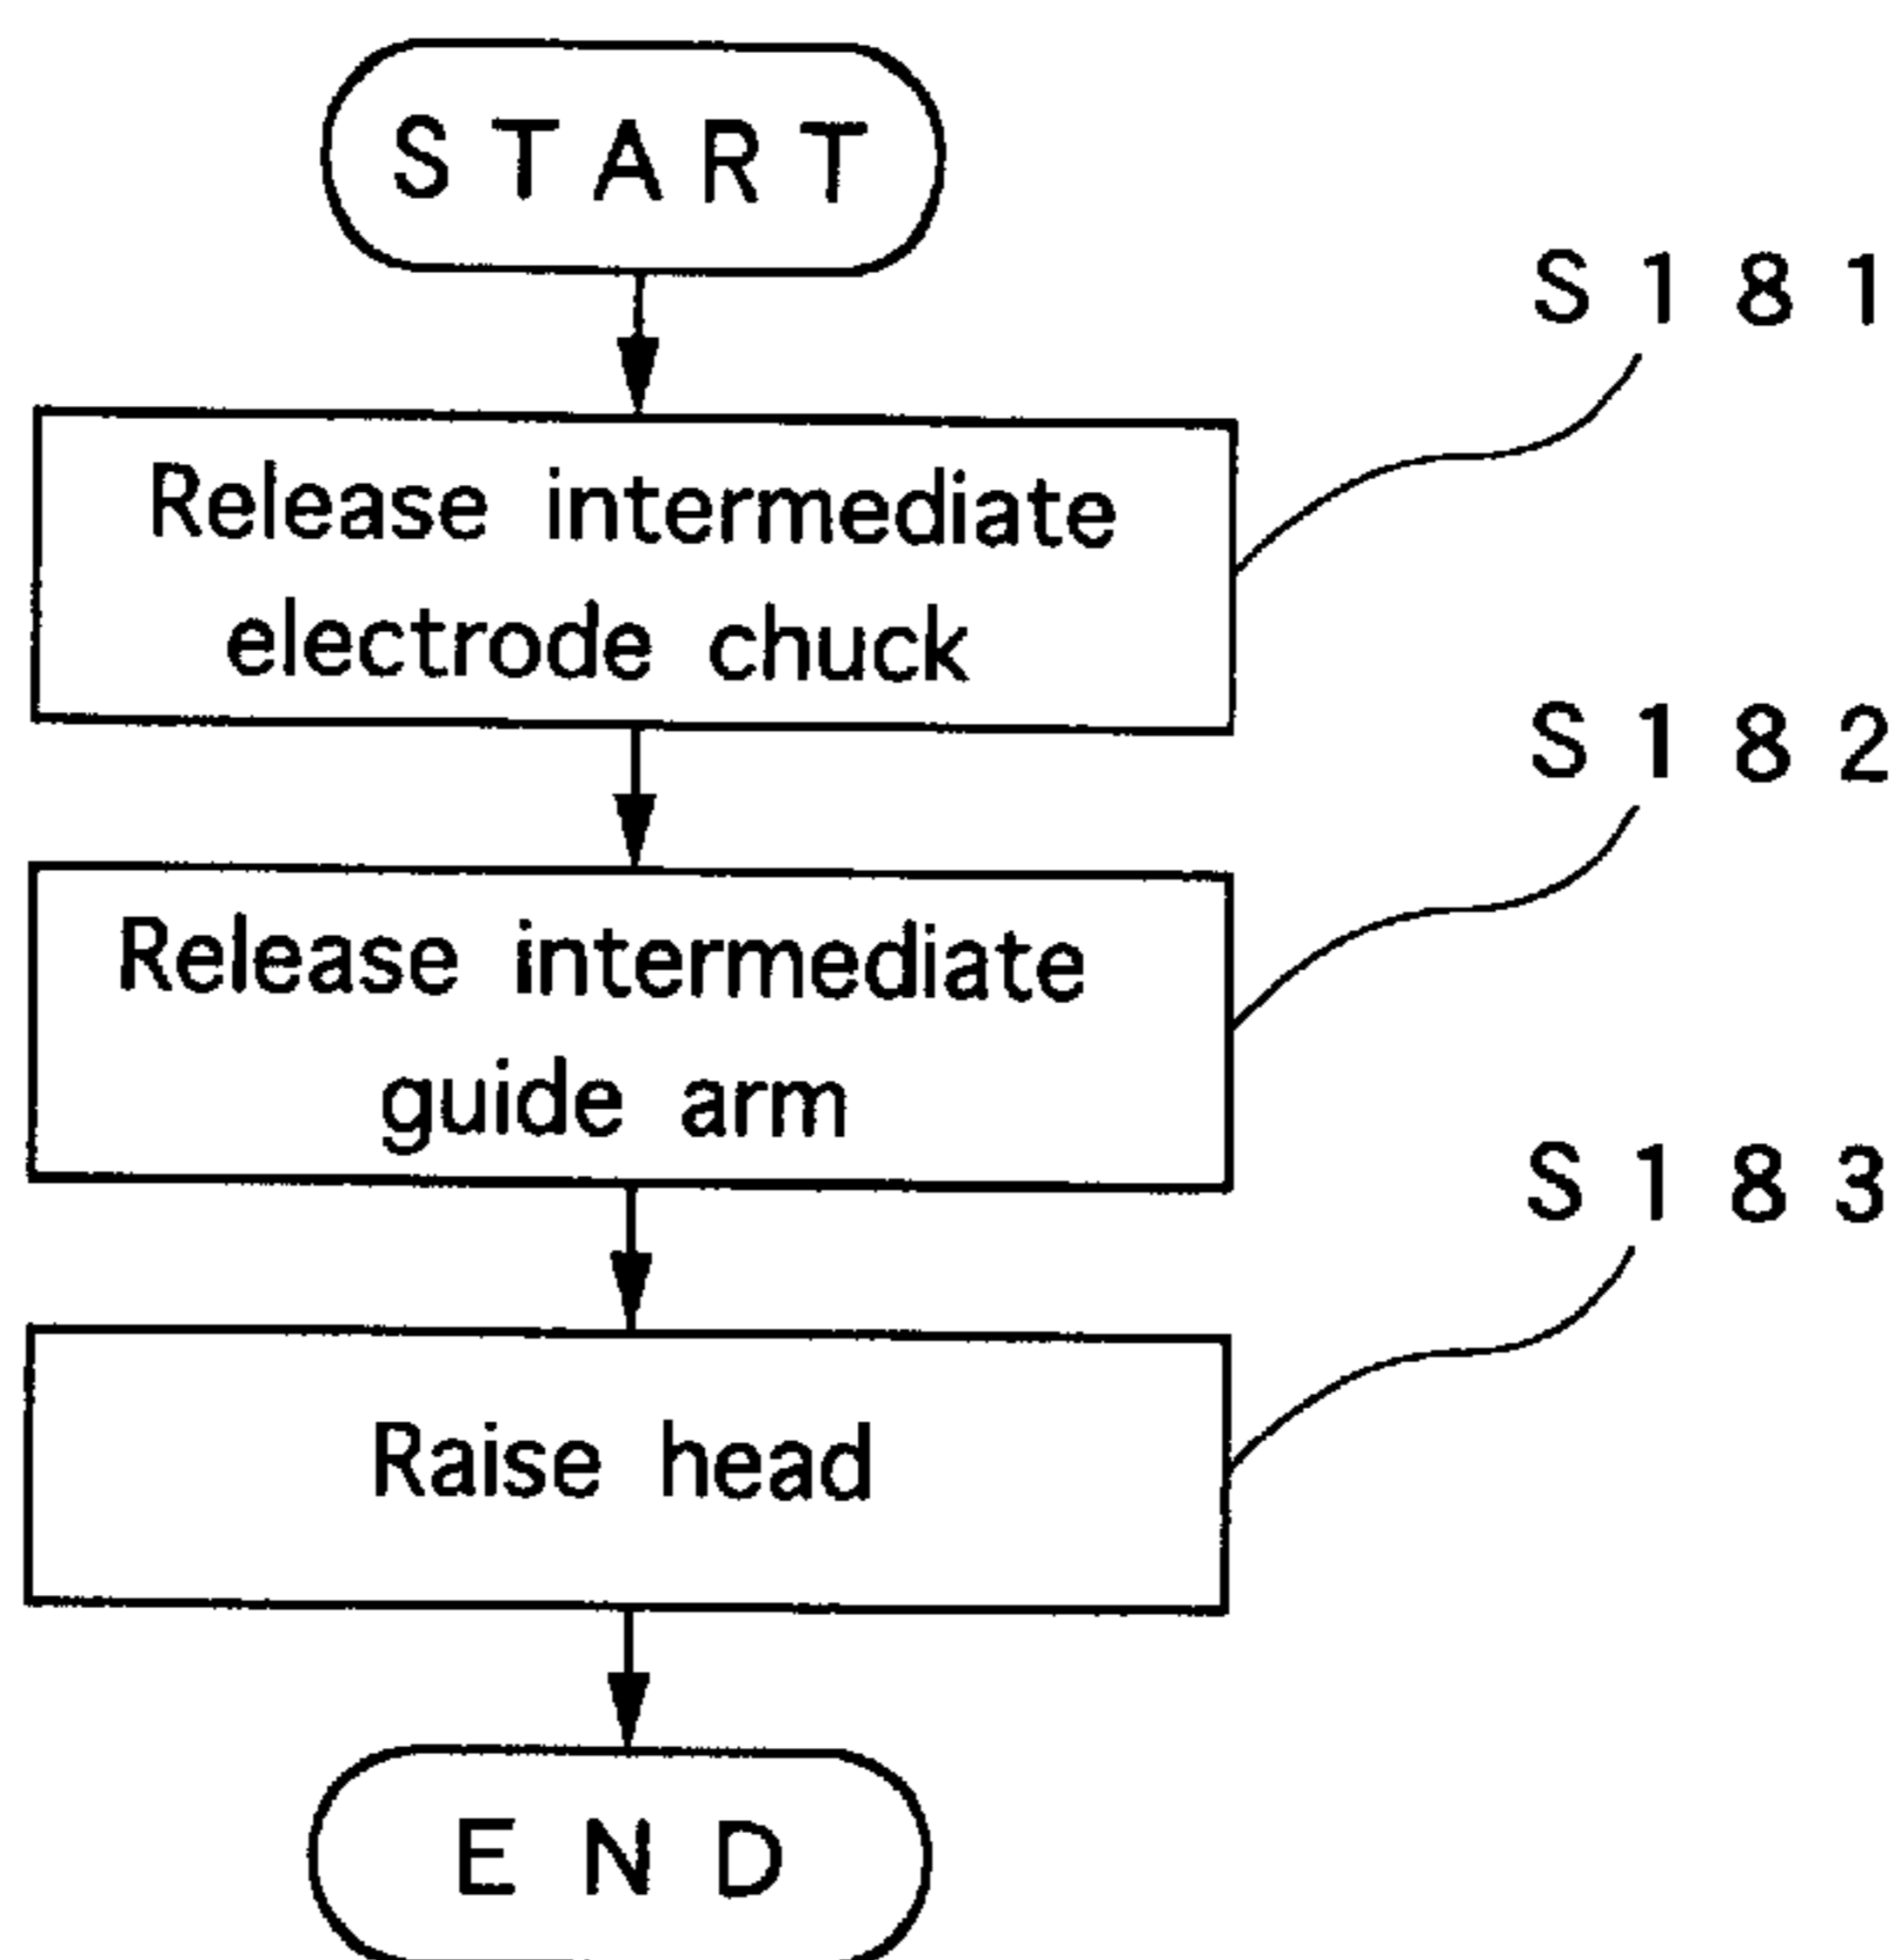 START
S181
Release intermediate
electrode chuck
S182
Release intermediate
guide arm
S183
Raise head
END